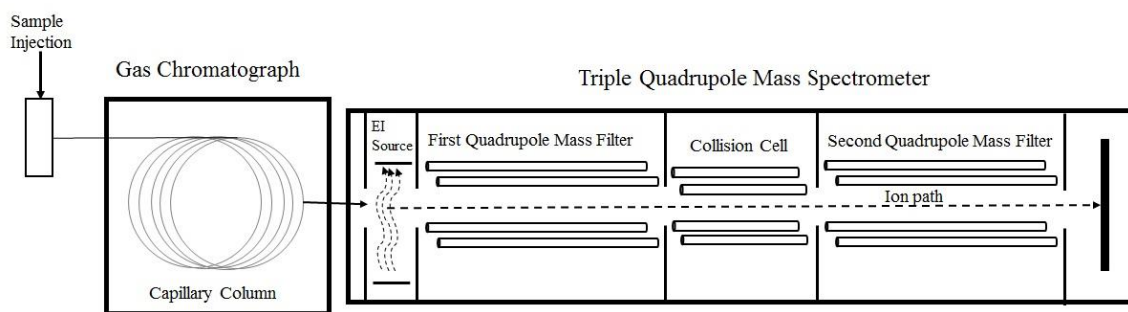 Sample
Injection
Gas Chromatograph
Triple Quadrupole Mass Spectrometer
EI
Source
First Quadrupole Mass Filter
Collision Cell
Second Quadrupole Mass Filter
Ion path
Capillary Column